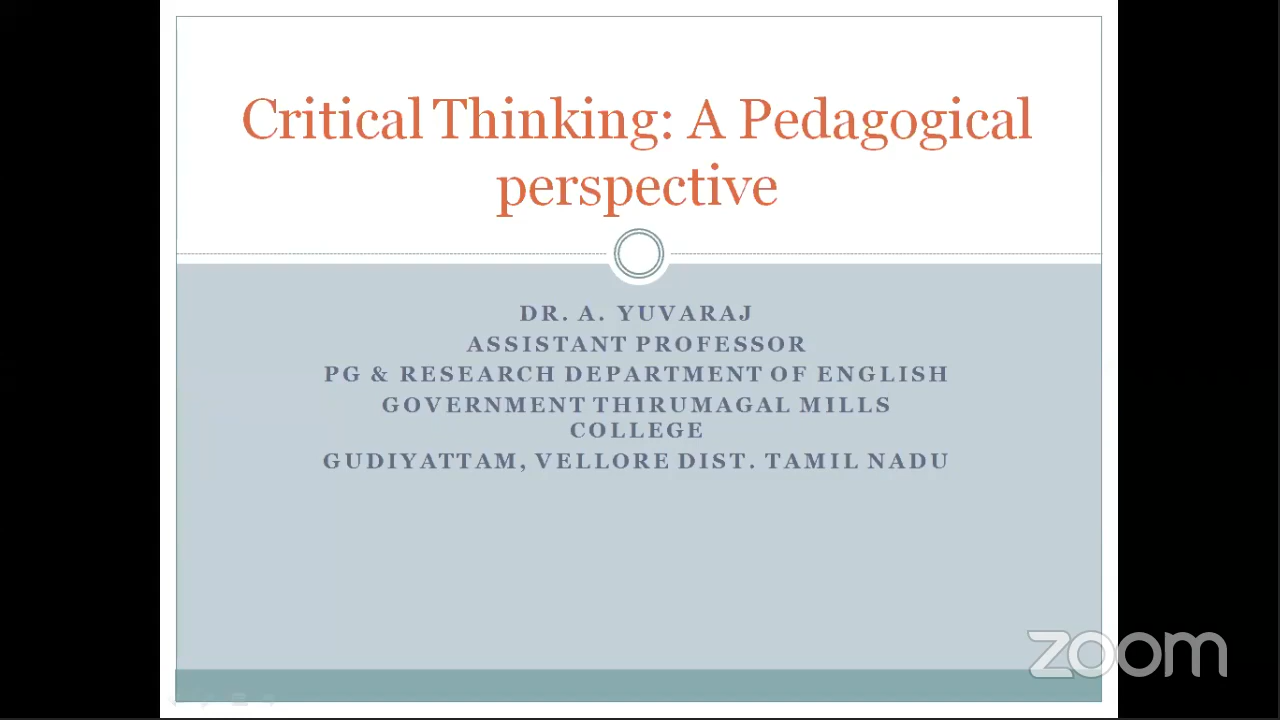 Critical Thinking: A Pedagogical
perspective
DR. A. YUVARAJ
ASSISTANT PROFESSOR
PG & RESEARCH DEPARTMENT OF ENGLISH
GOVERNMENT THIRUMAGAL MILLS
COLLEGE
GUDIYATTAM, VELLORE DIST. TAMIL NADU
zoom